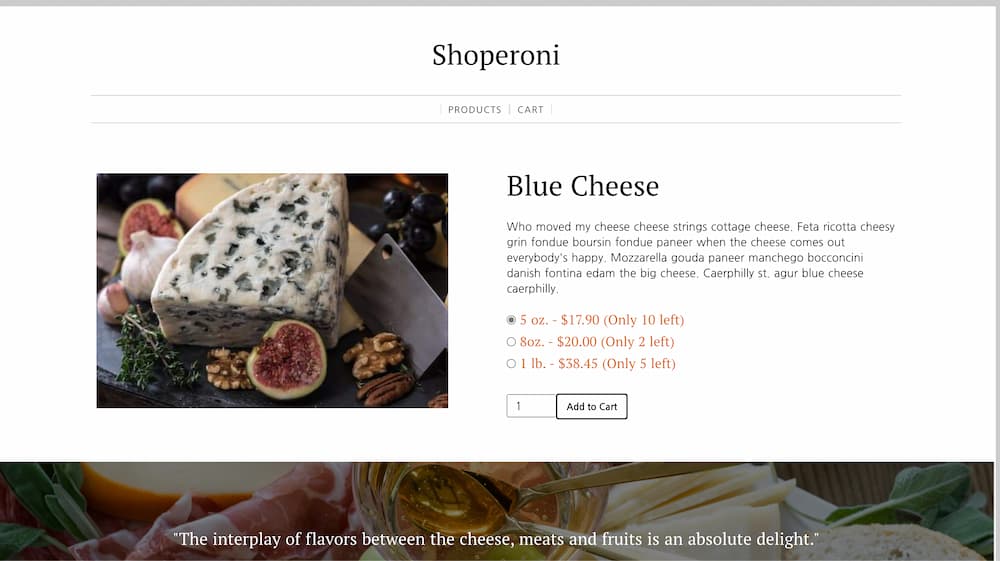 Shoperoni
PRODUCTS
CART
Blue Cheese
Who moved my cheese cheese strings cottage cheese. Feta ricotta cheesy
grin fondue boursin fondue paneer when the cheese comes out
everybody's happy. Mozzarella gouda paneer manchego bocconcini
danish fontina edam the big cheese. Caerphilly st. agur blue cheese
caerphilly.
5 oz. - $17.90 (Only 10 left)
8oz. - $20.00 (Only 2 left)
1 lb. - $38.45 (Only 5 left)
1
Add to Cart
"The interplay of flavors between the cheese, meats and fruits is an absolute delight."